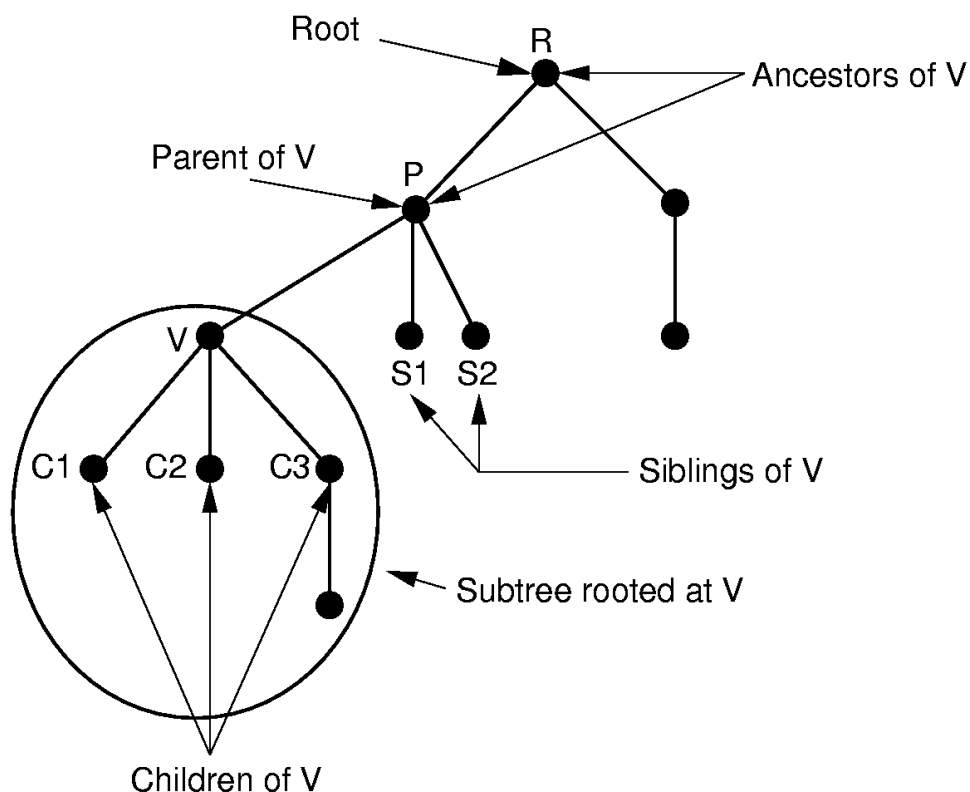 Root
R
Ancestors of V
Parent of V
P
V
S1 S2
C1 C2 C3
Siblings of V
Subtree rooted at V
Children of V